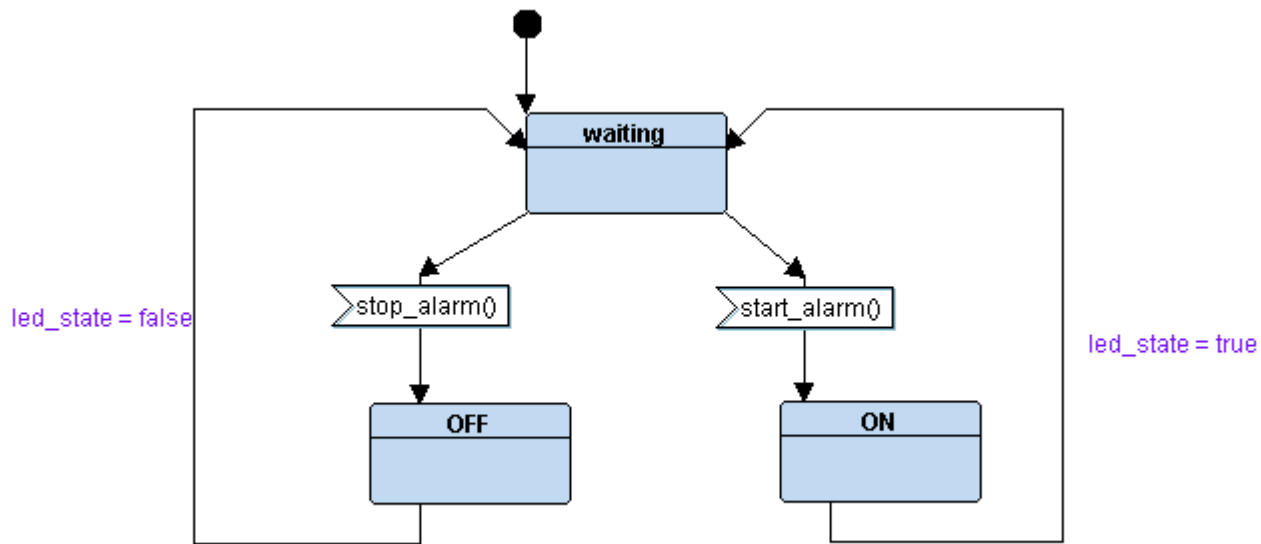 waiting
stop_alarm()
start_alarm()
led_state = false
led_state = true
OFF
ON